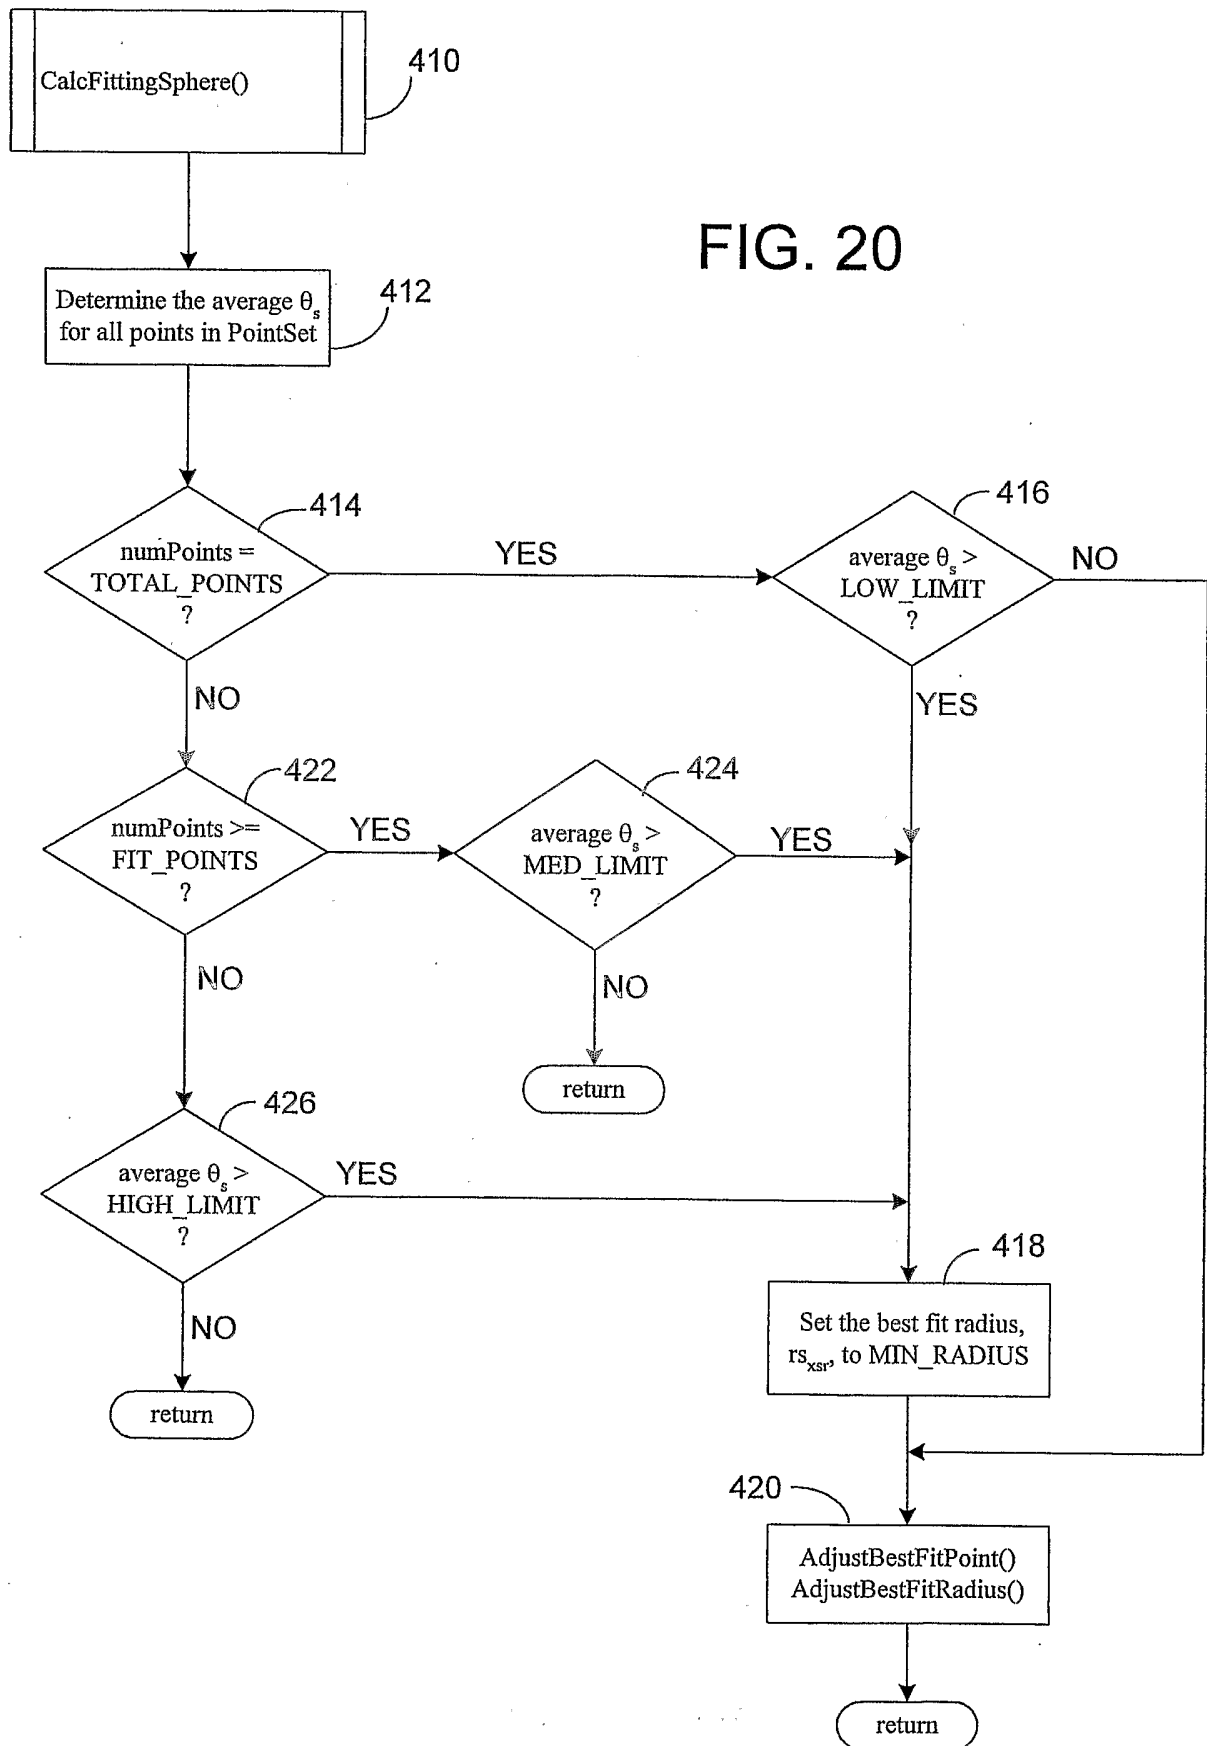 CalcFittingSphere()
410
FIG. 20
Determine the average θs
for all points in PointSet
412
414
numPoints =
TOTAL_POINTS
?
YES
416
average θs >
LOW_LIMIT
?
NO
NO
YES
422
numPoints >=
FIT_POINTS
?
YES
424
average θs >
MED_LIMIT
?
YES
NO
NO
return
426
average θs >
HIGH_LIMIT
?
YES
418
Set the best fit radius,
rsxsr, to MIN_RADIUS
NO
return
420
AdjustBestFitPoint()
AdjustBestFitRadius()
return